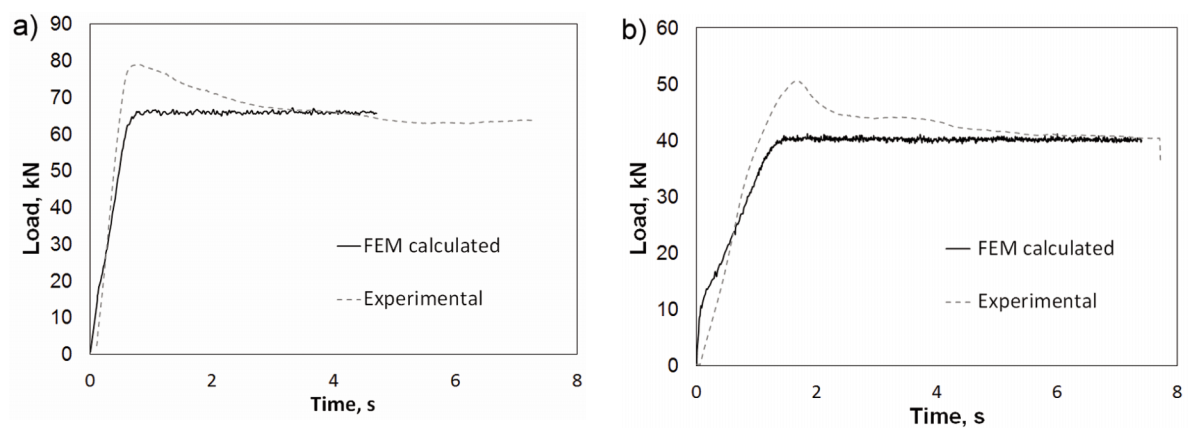 a)
90
80
70
60
50
40
30
20
10
0
Load, kN
FEM calculated
Experimental
0 2 4 6 8
Time, s
b)
60
50
40
30
20
10
0
Load, kN
FEM calculated
Experimental
0 2 4 6 8
Time, s